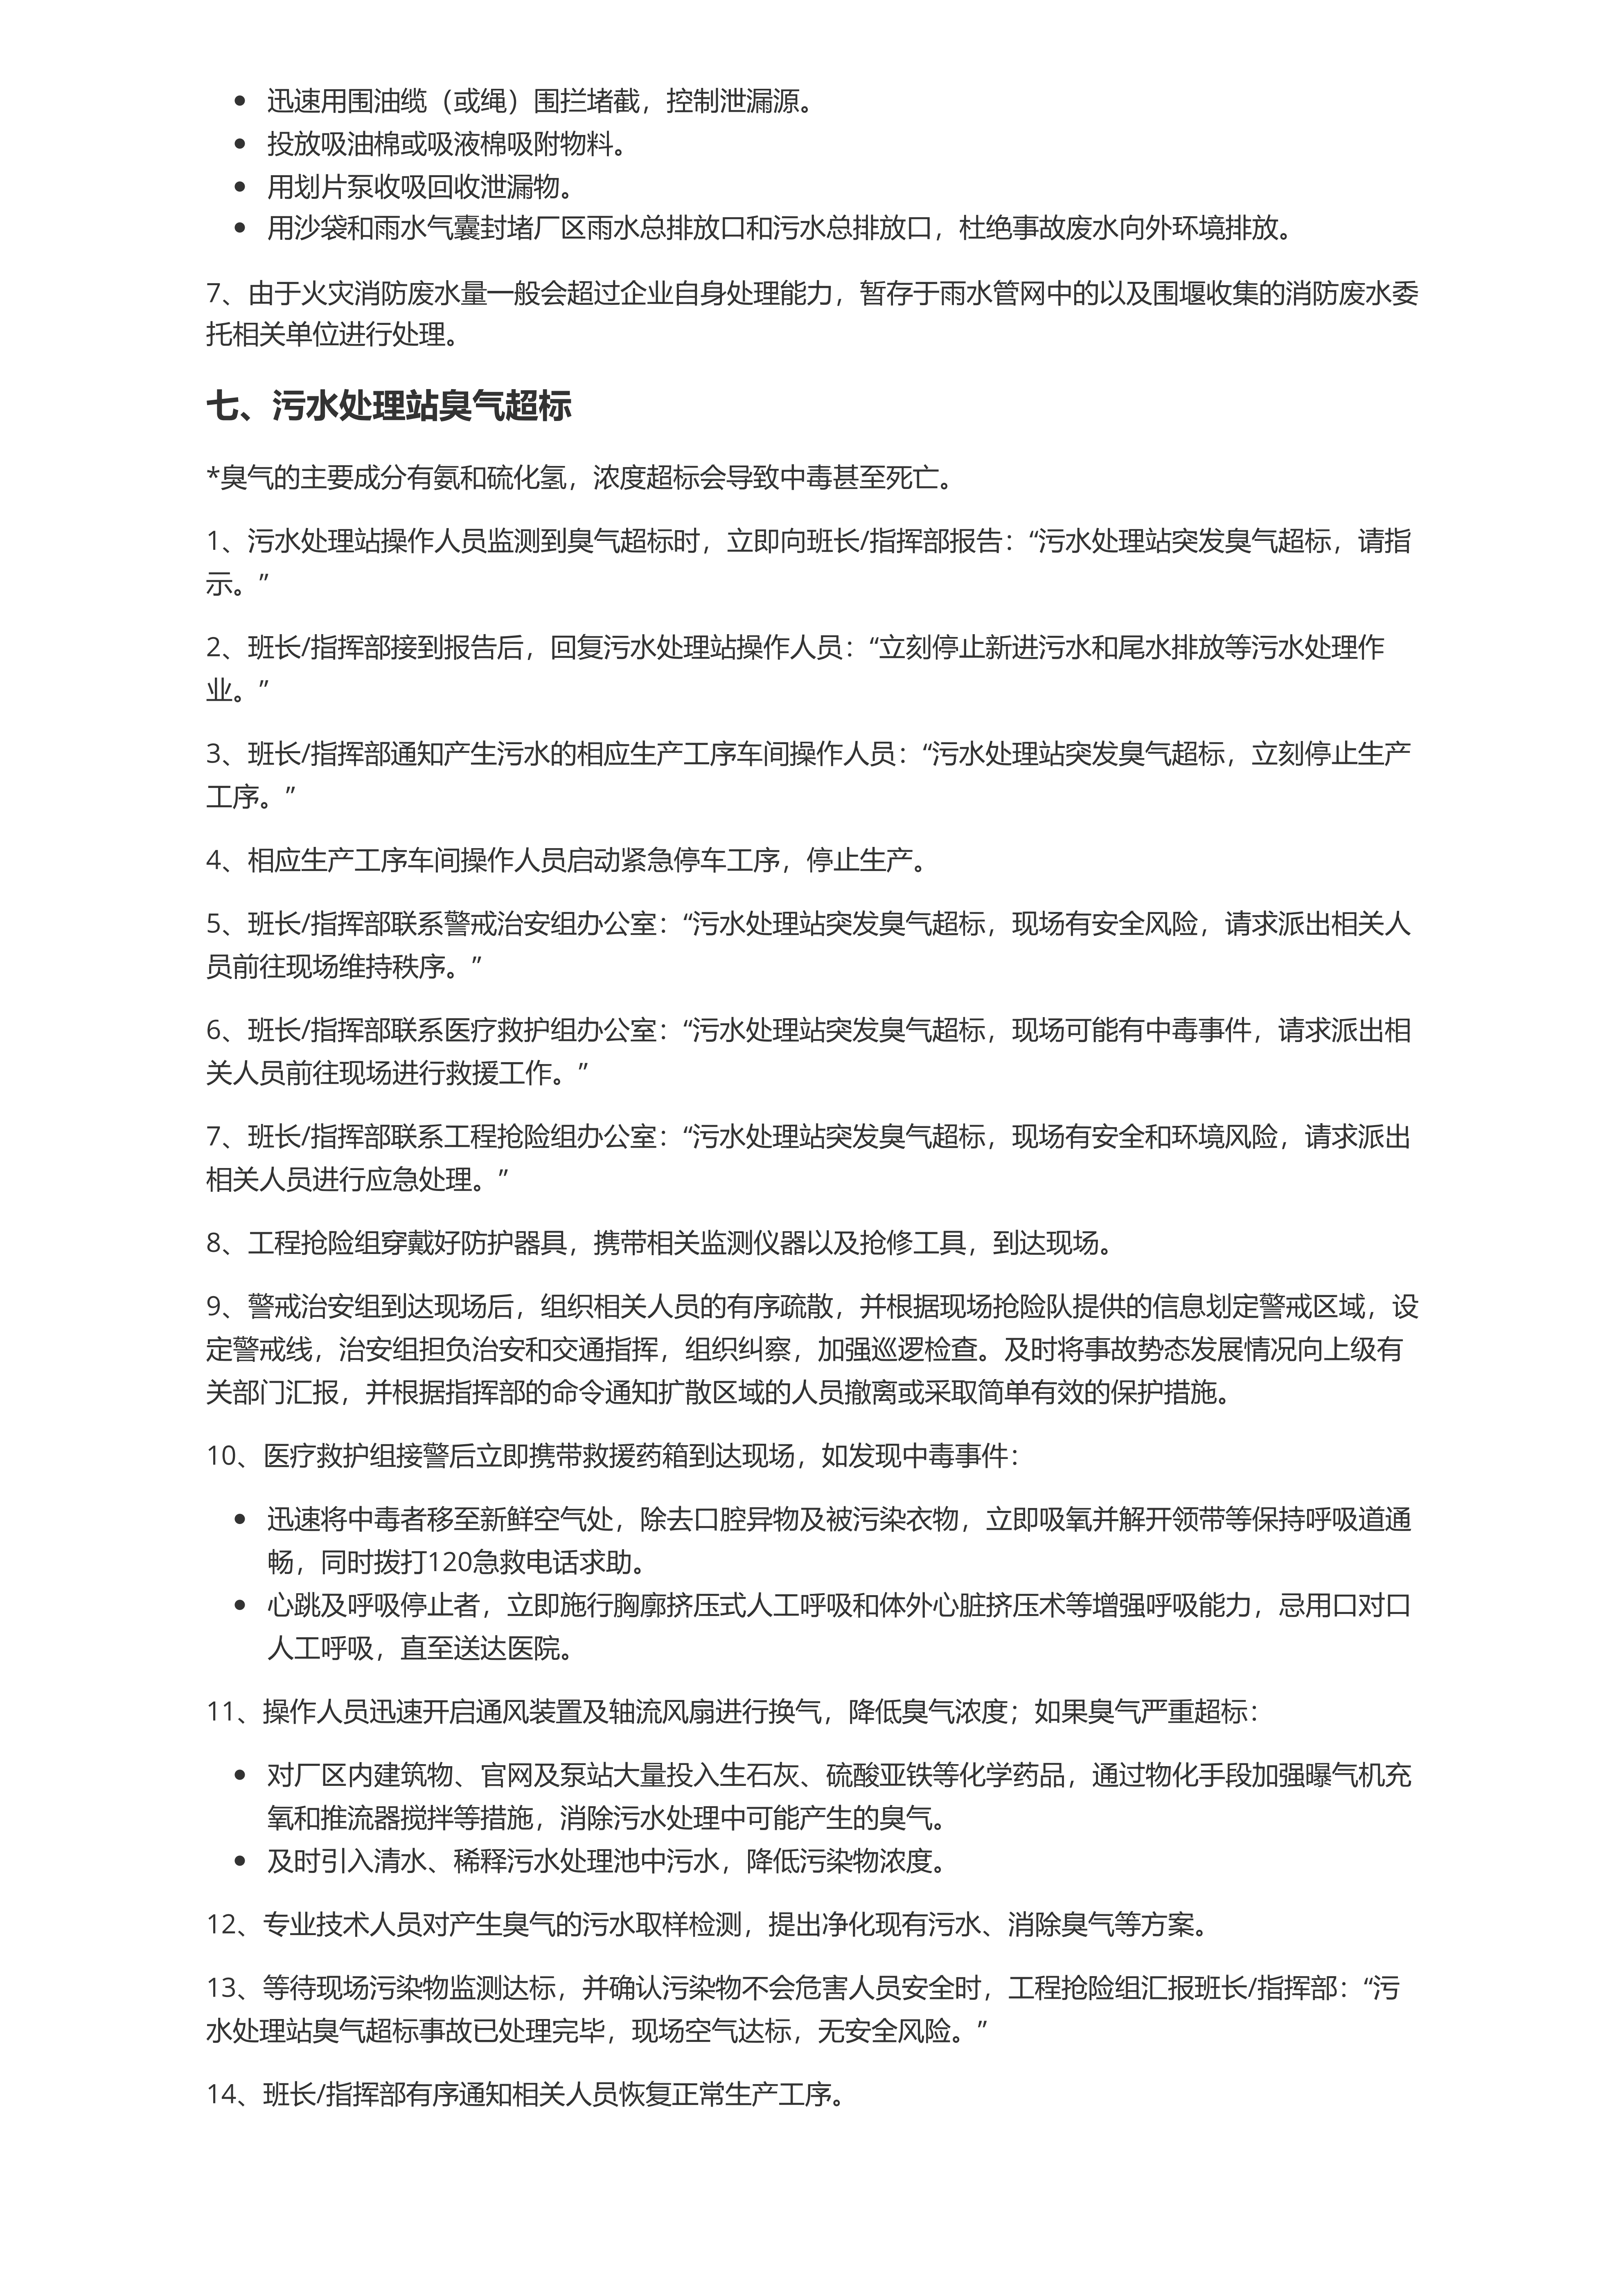 • 迅速用围油缆（或绳）围拦堵截，控制泄漏源。
• 投放吸油棉或吸液棉吸附物料。
• 用划片泵收吸回收泄漏物。
• 用沙袋和雨水气囊封堵厂区雨水总排放口和污水总排放口，杜绝事故废水向外环境排放。
7、由于火灾消防废水量一般会超过企业自身处理能力，暂存于雨水管网中的以及围堰收集的消防废水委
托相关单位进行处理。
七、污水处理站臭气超标
*臭气的主要成分有氨和硫化氢，浓度超标会导致中毒甚至死亡。
1、污水处理站操作人员监测到臭气超标时，立即向班长/指挥部报告：“污水处理站突发臭气超标，请指
示。”
2、班长/指挥部接到报告后，回复污水处理站操作人员：“立刻停止新进污水和尾水排放等污水处理作
业。”
3、班长/指挥部通知产生污水的相应生产工序车间操作人员：“污水处理站突发臭气超标，立刻停止生产
工序。”
4、相应生产工序车间操作人员启动紧急停车工序，停止生产。
5、班长/指挥部联系警戒治安组办公室：“污水处理站突发臭气超标，现场有安全风险，请求派出相关人
员前往现场维持秩序。”
6、班长/指挥部联系医疗救护组办公室：“污水处理站突发臭气超标，现场可能有中毒事件，请求派出相
关人员前往现场进行救援工作。”
7、班长/指挥部联系工程抢险组办公室：“污水处理站突发臭气超标，现场有安全和环境风险，请求派出
相关人员进行应急处理。”
8、工程抢险组穿戴好防护器具，携带相关监测仪器以及抢修工具，到达现场。
9、警戒治安组到达现场后，组织相关人员的有序疏散，并根据现场抢险队提供的信息划定警戒区域，设
定警戒线，治安组担负治安和交通指挥，组织纠察，加强巡逻检查。及时将事故势态发展情况向上级有
关部门汇报，并根据指挥部的命令通知扩散区域的人员撤离或采取简单有效的保护措施。
10、医疗救护组接警后立即携带救援药箱到达现场，如发现中毒事件：
• 迅速将中毒者移至新鲜空气处，除去口腔异物及被污染衣物，立即吸氧并解开领带等保持呼吸道通
畅，同时拨打120急救电话求助。
• 心跳及呼吸停止者，立即施行胸廓挤压式人工呼吸和体外心脏挤压术等增强呼吸能力，忌用口对口
人工呼吸，直至送达医院。
11、操作人员迅速开启通风装置及轴流风扇进行换气，降低臭气浓度；如果臭气严重超标：
• 对厂区内建筑物、官网及泵站大量投入生石灰、硫酸亚铁等化学药品，通过物化手段加强曝气机充
氧和推流器搅拌等措施，消除污水处理中可能产生的臭气。
• 及时引入清水、稀释污水处理池中污水，降低污染物浓度。
12、专业技术人员对产生臭气的污水取样检测，提出净化现有污水、消除臭气等方案。
13、等待现场污染物监测达标，并确认污染物不会危害人员安全时，工程抢险组汇报班长/指挥部：“污
水处理站臭气超标事故已处理完毕，现场空气达标，无安全风险。”
14、班长/指挥部有序通知相关人员恢复正常生产工序。